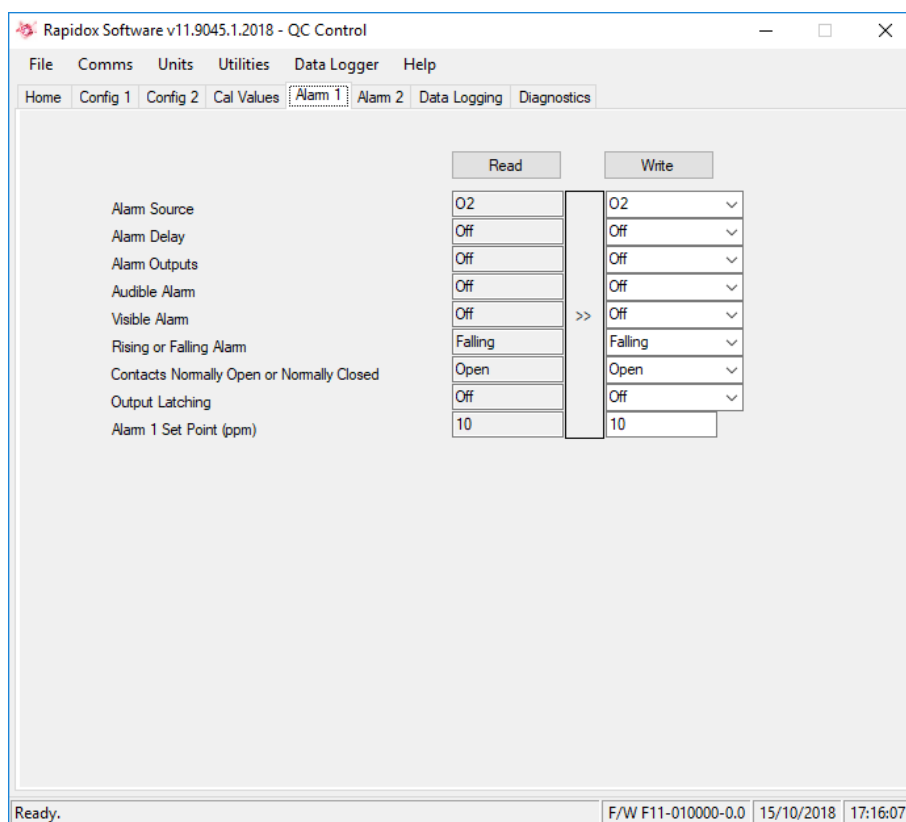 Rapidox Software v11.9045.1.2018 - QC Control
File Comms Units Utilities Data Logger Help
Home Config 1 Config 2 Cal Values Alarm 1 Alarm 2 Data Logging Diagnostics
Read Write
Alarm Source O2 O2
Alarm Delay Off Off
Alarm Outputs Off Off
Audible Alarm Off Off
Visible Alarm Off >> Off
Rising or Falling Alarm Falling Falling
Contacts Normally Open or Normally Closed Open Open
Output Latching Off Off
Alarm 1 Set Point (ppm) 10 10
Ready. F/W F11-010000-0.0 15/10/2018 17:16:07